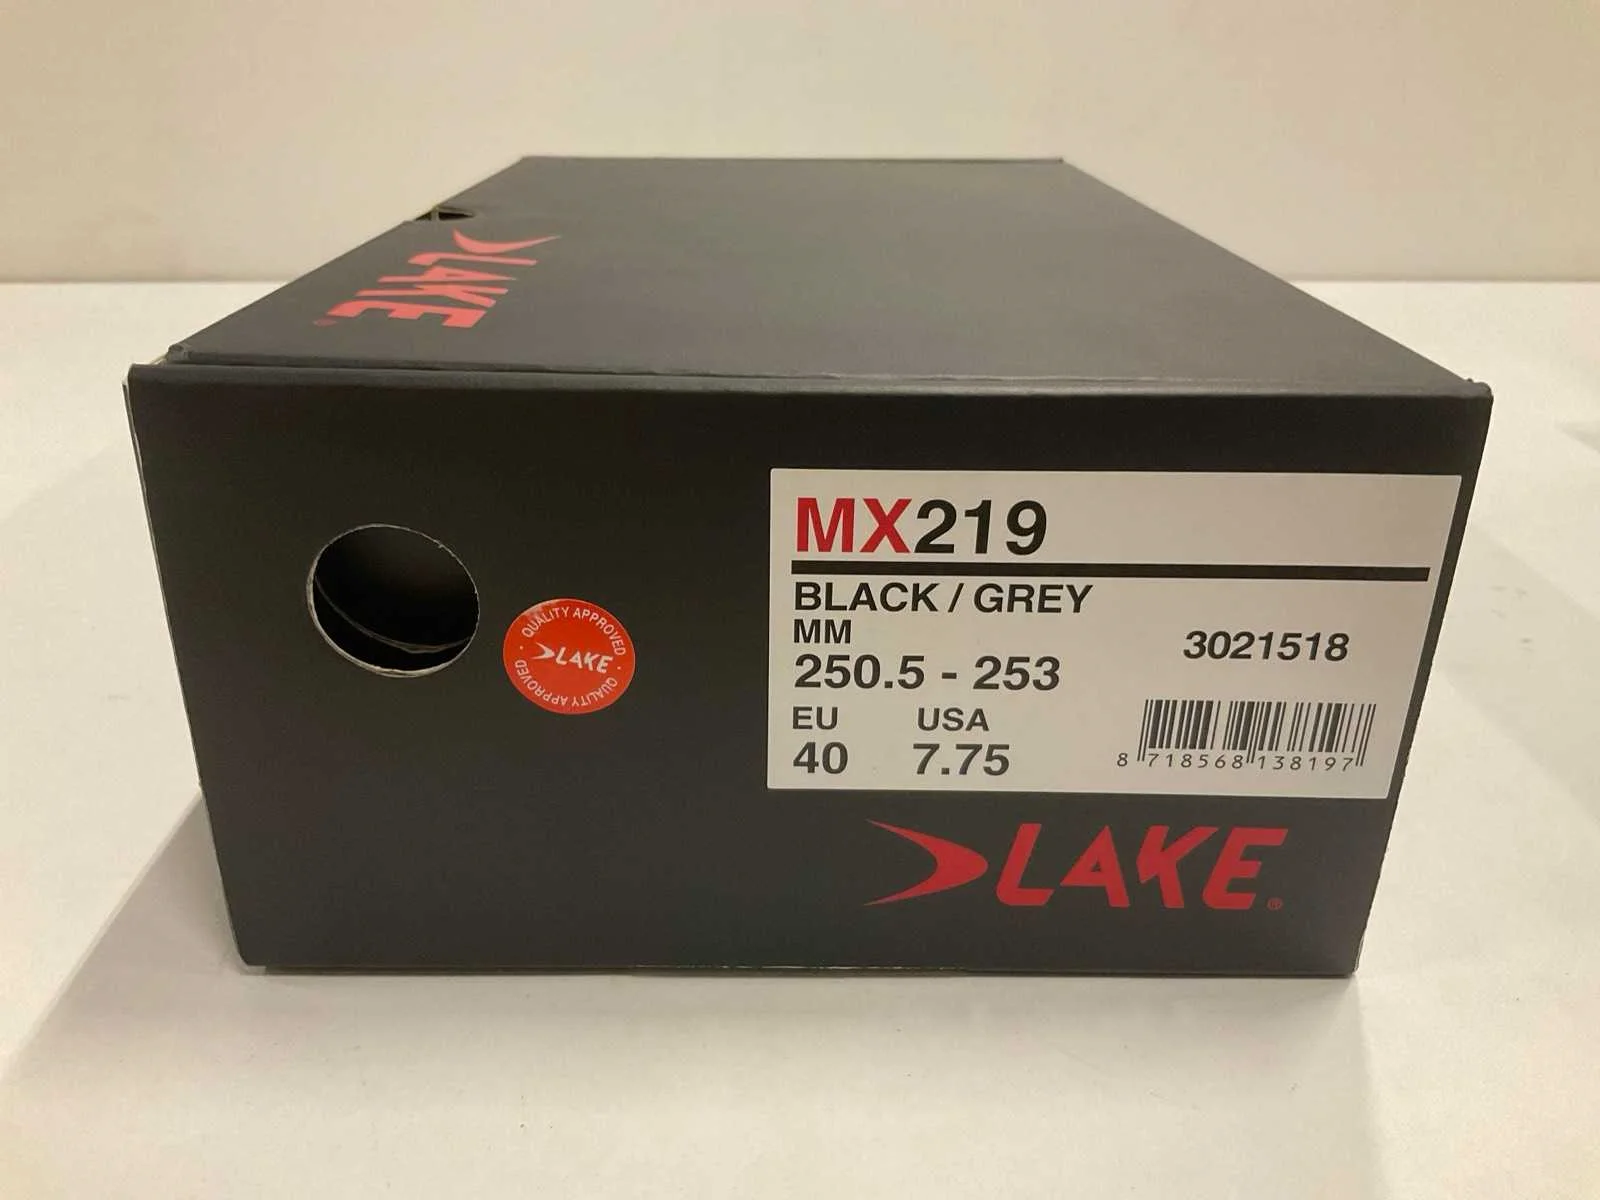 LAKE®
QUALITY APPROVED ·
LAKE
QUALITY APPROVED ·
MX219
BLACK / GREY
MM
250.5 - 253
3021518
EU USA
40 7.75
8 718568 138197
LAKE®